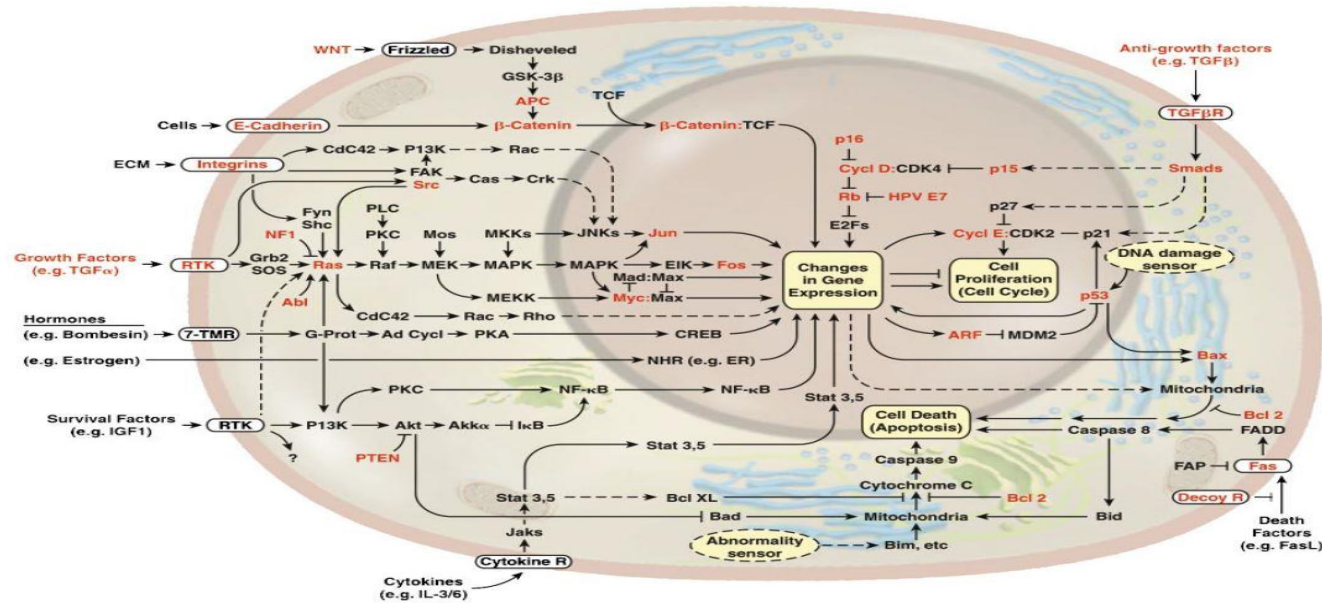 WNT Frizzled Disheveled
GSK-3β
APC
TCF
Cells E-Cadherin β-Catenin β-Catenin:TCF
Anti-growth factors
(e.g. TGFβ)
TGFβR
ECM Integrins CdC42 P13K Rac
FAK
Src Cas Crk
p16
Cycl D:CDK4 p15 Smads
Rb HPV E7
E2Fs
p27
Cycl E:CDK2 p21
DNA damage
sensor
Fyn
Shc
NF1
PLC
PKC Mos MKKs JNKs Jun
Growth Factors
(e.g. TGFα)
RTK Grb2
SOS
Ras Raf MEK MAPK MAPK ElK Fos
Abl
Mad:Max
MEKK Myc:Max
Changes
in Gene
Expression
Cell
Proliferation
(Cell Cycle)
p53
CdC42 Rac Rho
Hormones
(e.g. Bombesin) 7-TMR G-Prot Ad Cycl PKA CREB
ARF MDM2
(e.g. Estrogen) NHR (e.g. ER)
Bax
PKC NF-κB NF-κB
Stat 3,5
Mitochondria
Survival Factors
(e.g. IGF1)
RTK P13K Akt Akkα IκB
?
PTEN
Cell Death
(Apoptosis)
Bcl 2
Caspase 8 FADD
Stat 3,5
Caspase 9
FAP Fas
Cytochrome C
Stat 3,5 Bcl XL Bcl 2
Decoy R
Bad Mitochondria Bid
Death
Factors
(e.g. FasL)
Jaks
Abnormality
sensor
Bim, etc
Cytokine R
Cytokines
(e.g. IL-3/6)